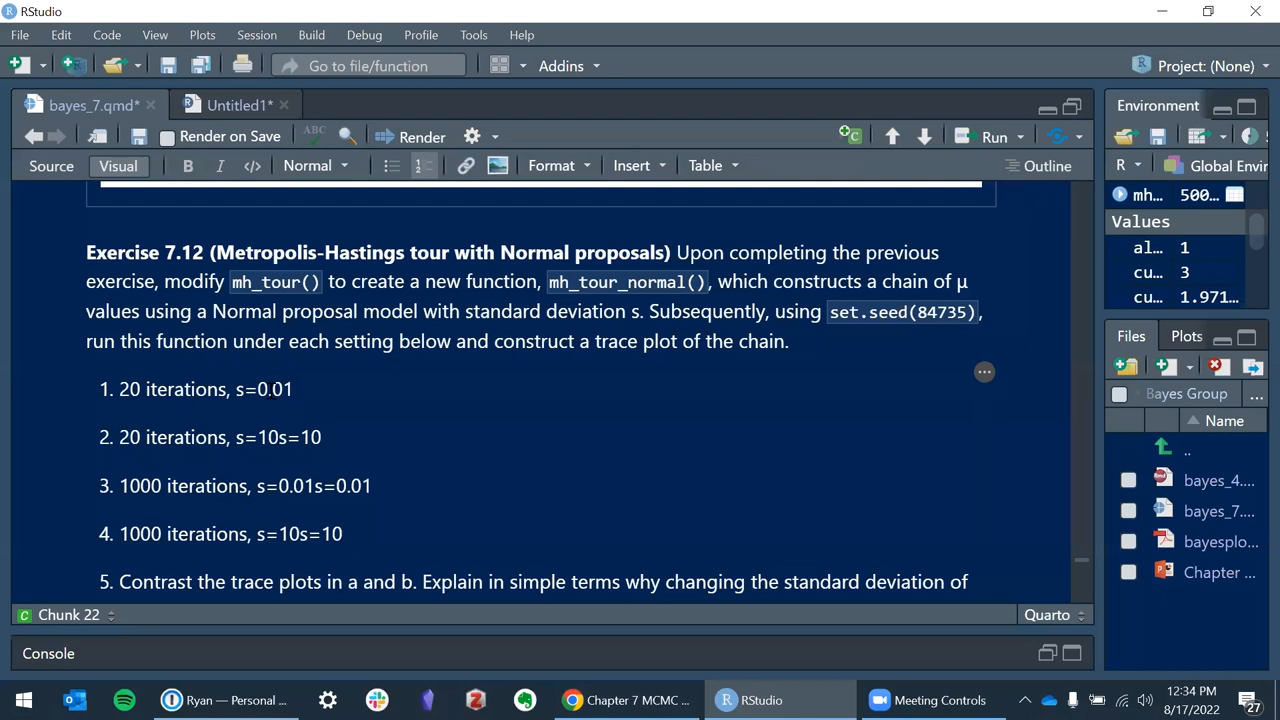 RStudio
File Edit Code View Plots Session Build Debug Profile Tools Help
Go to file/function Addins Project: (None)
bayes_7.qmd* Untitled1* Environment
ABC Render on Save Render Run
Source Visual B I Normal Format Insert Table Outline R Global Envir
mh... 500...
Values
al... 1
cu... 3
cu... 1.971...
Exercise 7.12 (Metropolis-Hastings tour with Normal proposals) Upon completing the previous
exercise, modify mh_tour() to create a new function, mh_tour_normal(), which constructs a chain of μ
values using a Normal proposal model with standard deviation s. Subsequently, using set.seed(84735),
run this function under each setting below and construct a trace plot of the chain.
1. 20 iterations, s=0.01
2. 20 iterations, s=10s=10
3. 1000 iterations, s=0.01s=0.01
4. 1000 iterations, s=10s=10
5. Contrast the trace plots in a and b. Explain in simple terms why changing the standard deviation of
Files Plots
Bayes Group ...
Name
..
bayes_4....
bayes_7....
bayesplo...
Chapter ...
C Chunk 22 Quarto
Console
Ryan — Personal Chapter 7 MCMC RStudio Meeting Controls
12:34 PM
8/17/2022
27